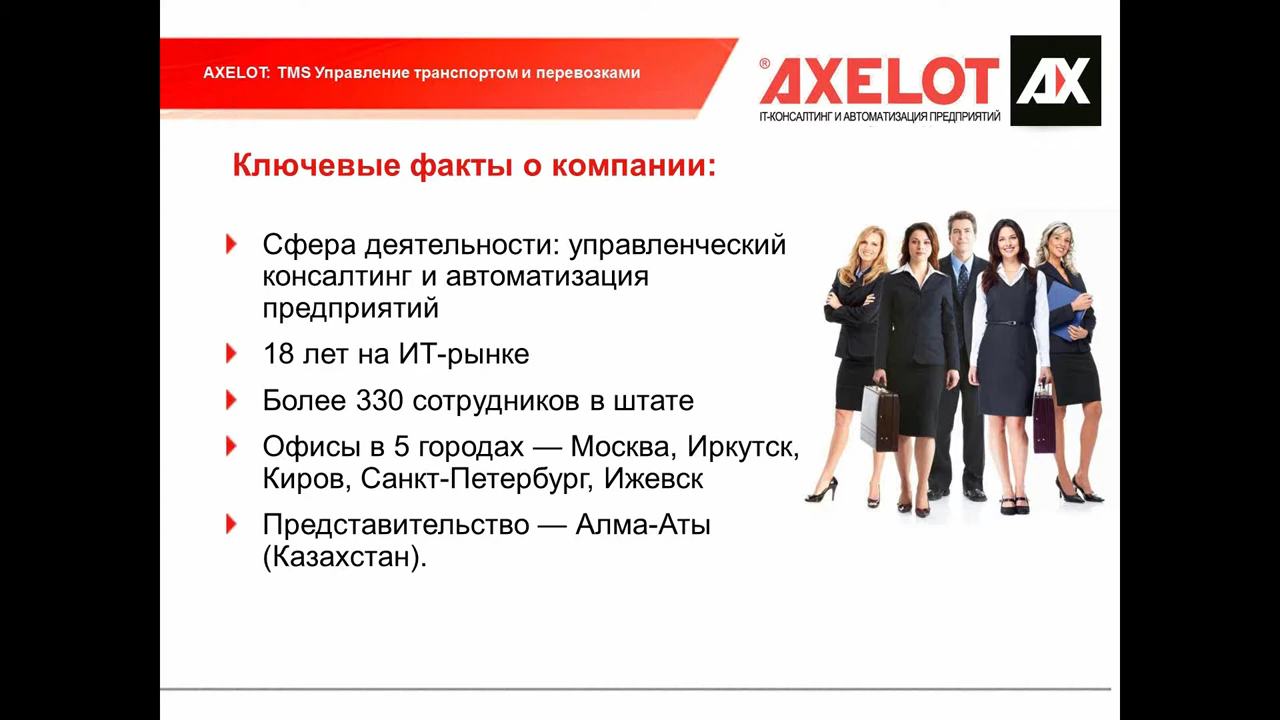 AXELOT: TMS Управление транспортом и перевозками
® AXELOT AX
IT-КОНСАЛТИНГ И АВТОМАТИЗАЦИЯ ПРЕДПРИЯТИЙ
Ключевые факты о компании:
Сфера деятельности: управленческий
консалтинг и автоматизация
предприятий
18 лет на ИТ-рынке
Более 330 сотрудников в штате
Офисы в 5 городах — Москва, Иркутск,
Киров, Санкт-Петербург, Ижевск
Представительство — Алма-Аты
(Казахстан).